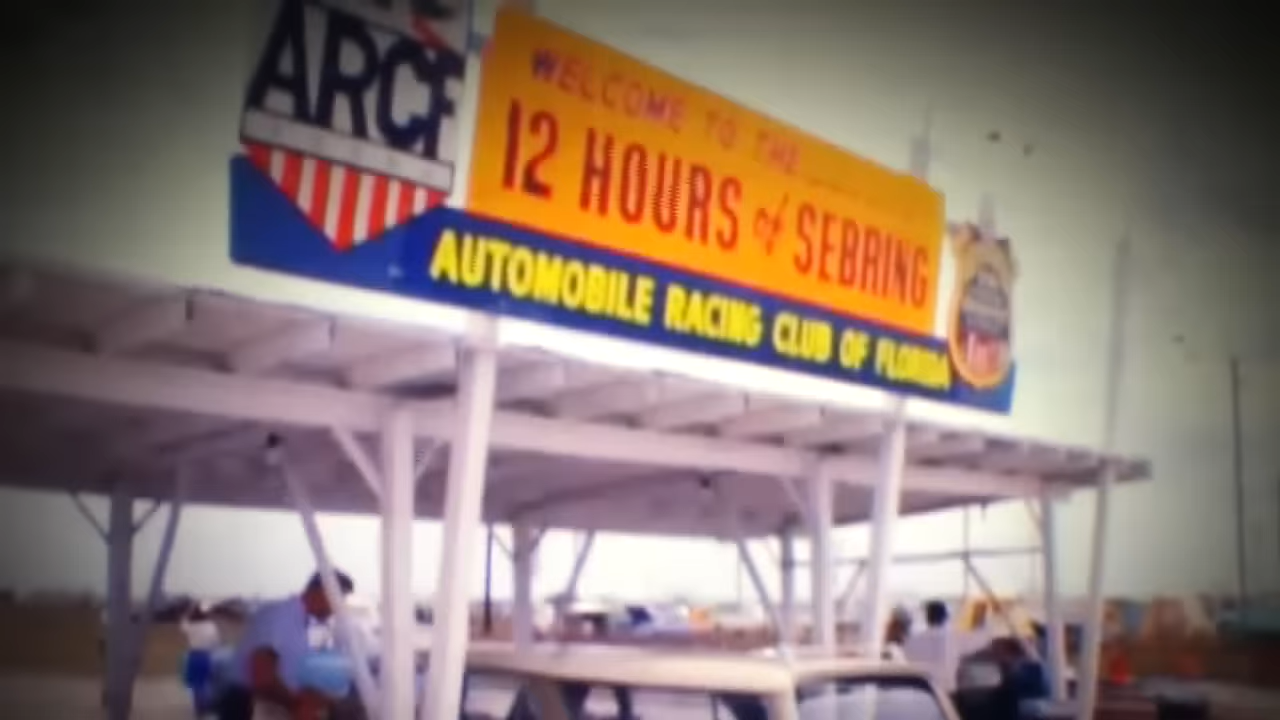 ARCF
WELCOME TO THE
12 HOURS of SEBRING
AUTOMOBILE RACING CLUB OF FLORIDA